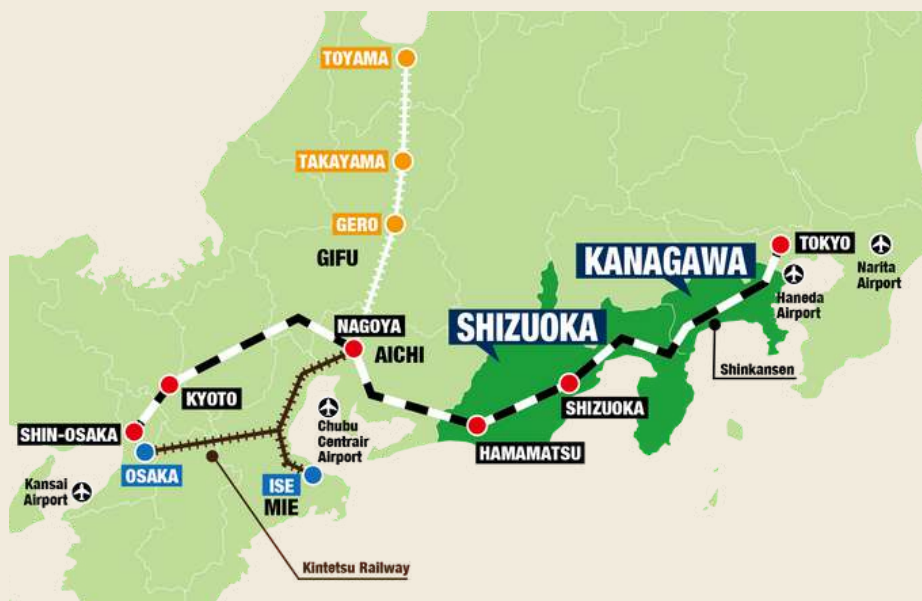 TOYAMA
TAKAYAMA
GERO
GIFU
TOKYO
KANAGAWA
Narita
Airport
Haneda
Airport
SHIZUOKA
NAGOYA
AICHI
Shinkansen
KYOTO
SHIZUOKA
Chubu
Centrair
Airport
SHIN-OSAKA
HAMAMATSU
OSAKA
ISE
MIE
Kansai
Airport
Kintetsu Railway